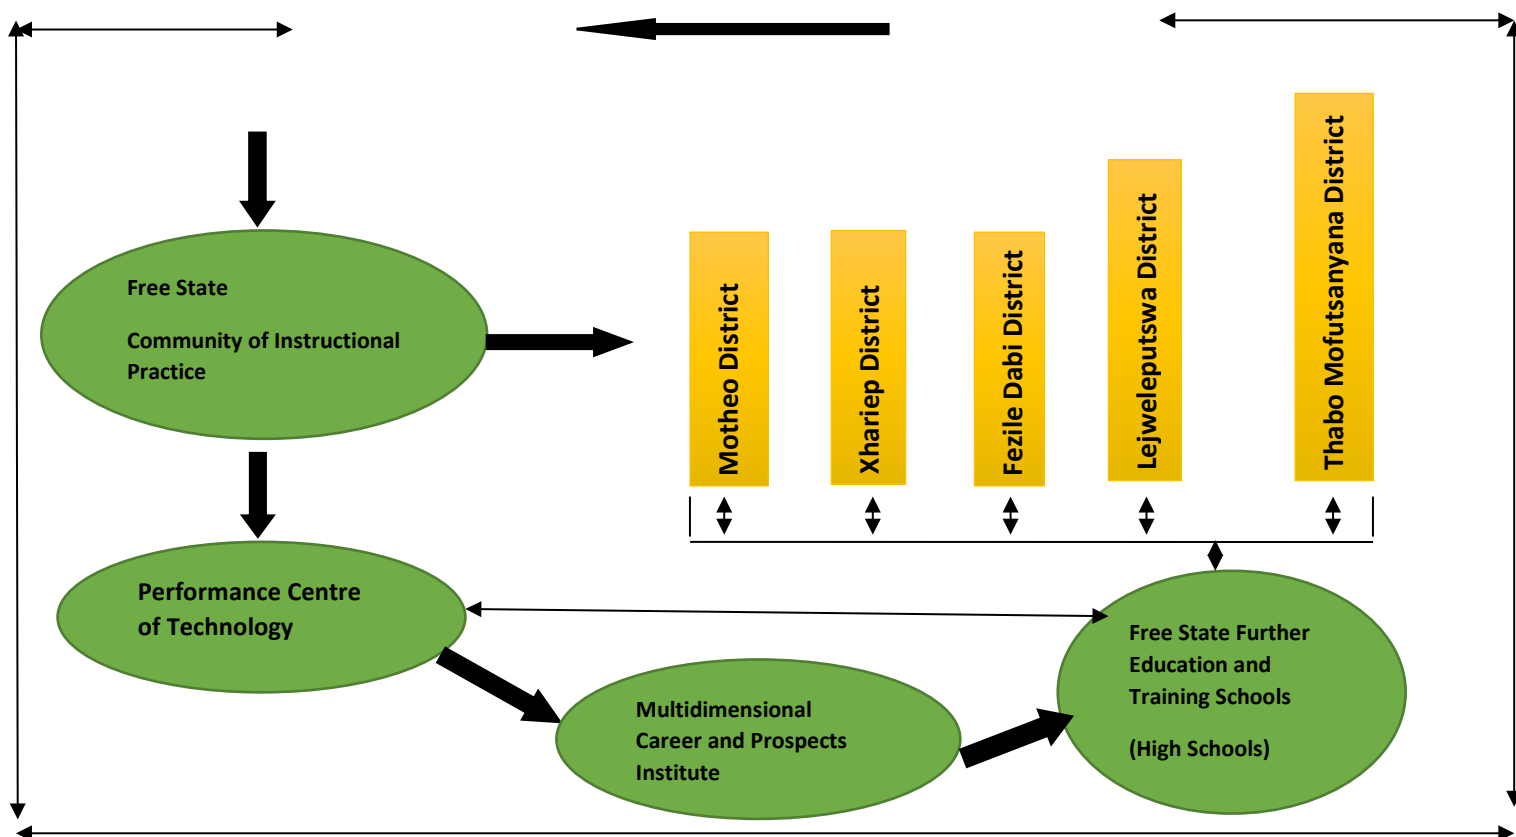 Free State
Community of Instructional
Practice
Motheo District
Xhariep District
Fezile Dabi District
Lejweleputswa District
Thabo Mofutsanyana District
Performance Centre
of Technology
Multidimensional
Career and Prospects
Institute
Free State Further
Education and
Training Schools
(High Schools)